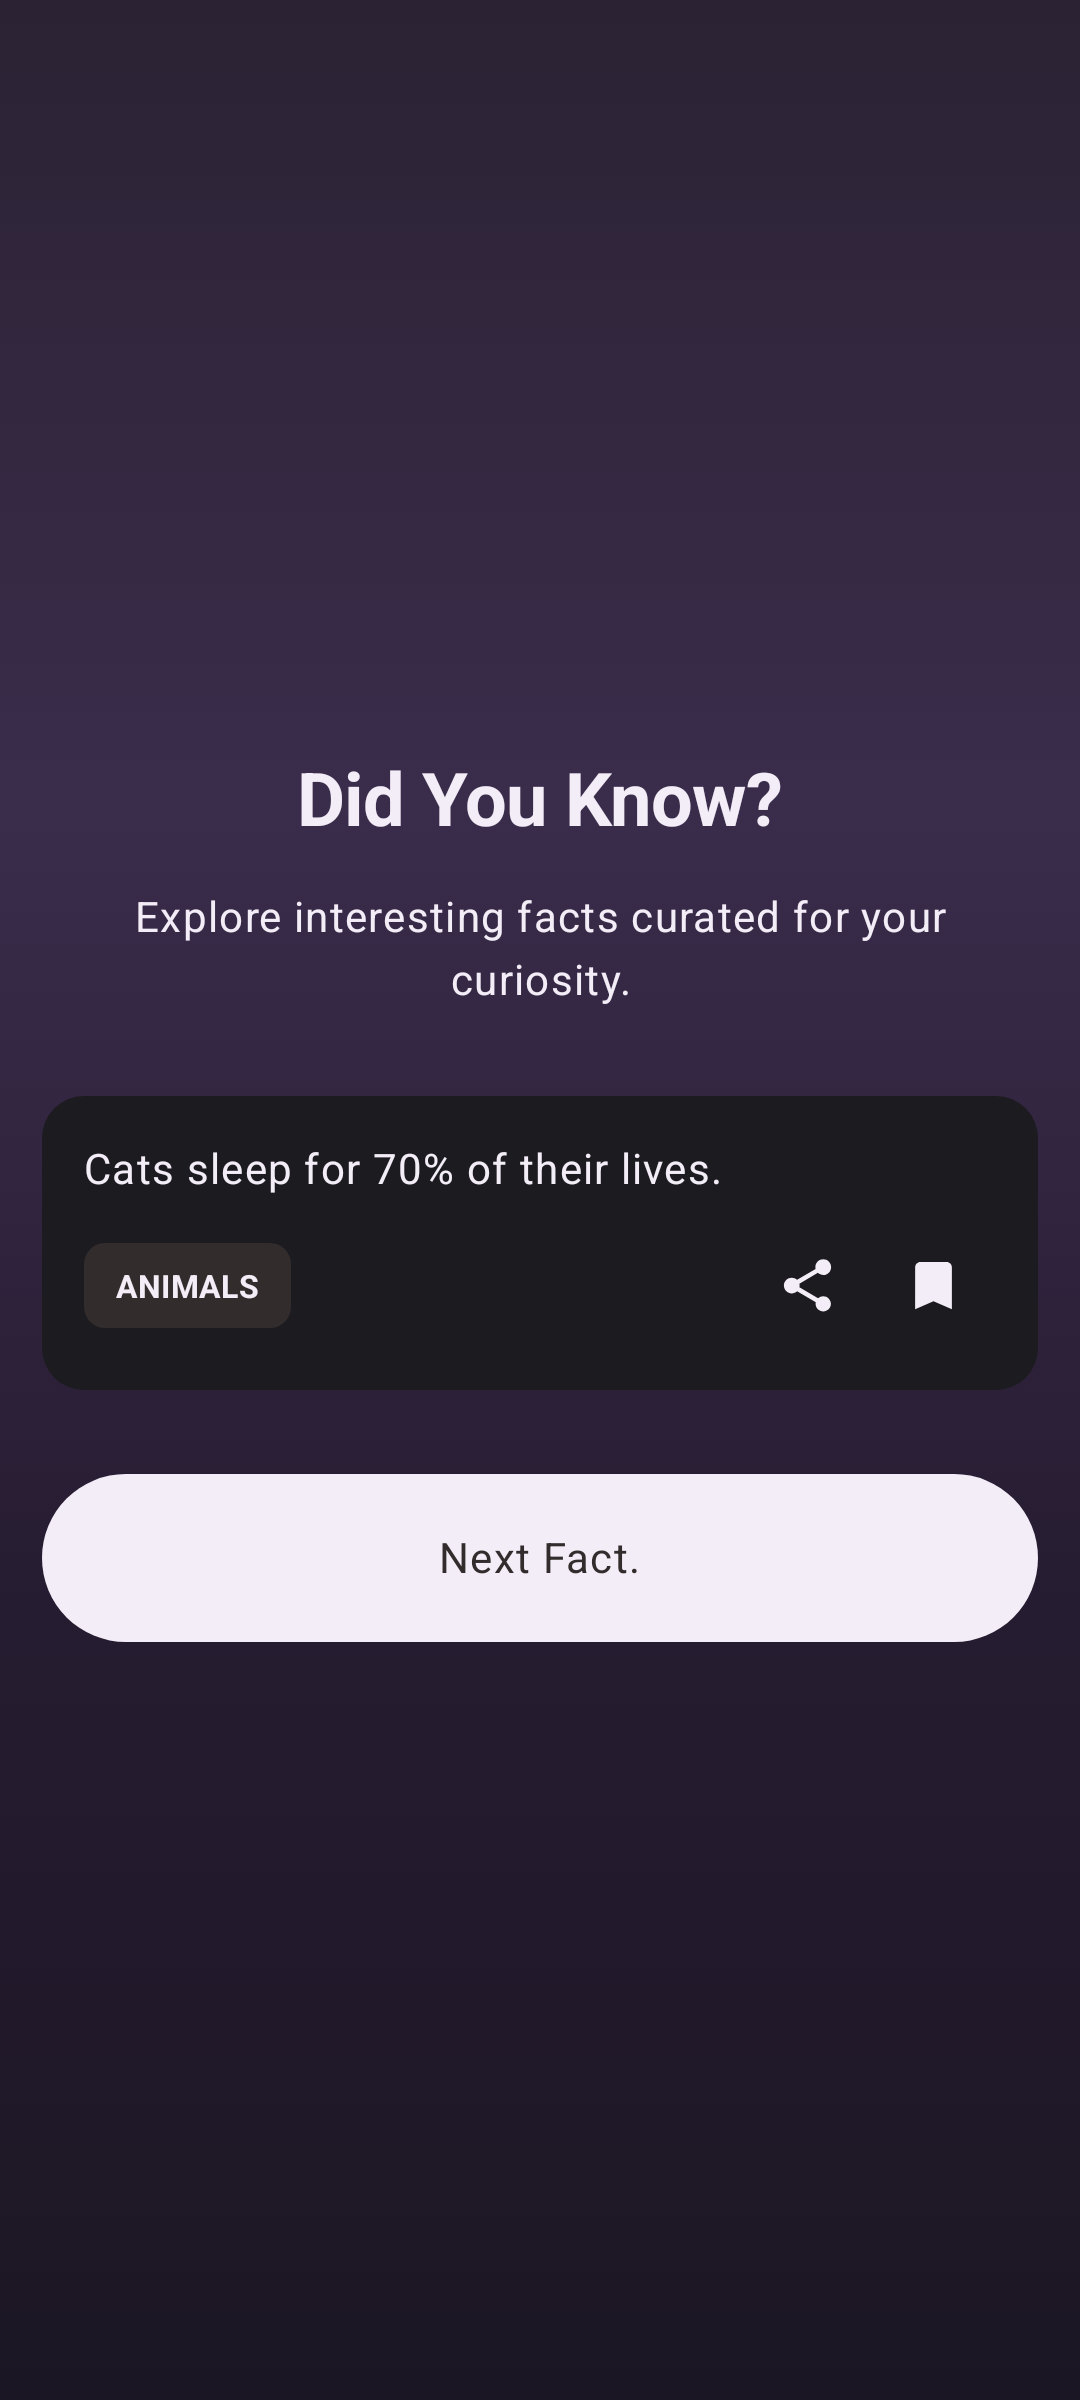 Did You Know?
Explore interesting facts curated for your
curiosity.
Cats sleep for 70% of their lives.
ANIMALS
Next Fact.